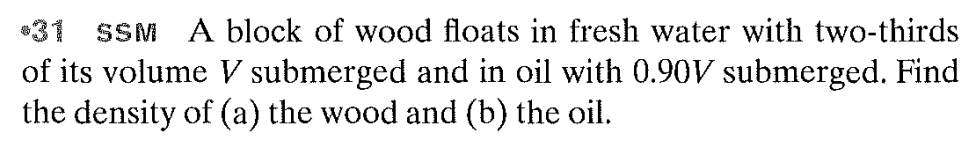 •31 SSM A block of wood floats in fresh water with two-thirds
of its volume V submerged and in oil with 0.90V submerged. Find
the density of (a) the wood and (b) the oil.